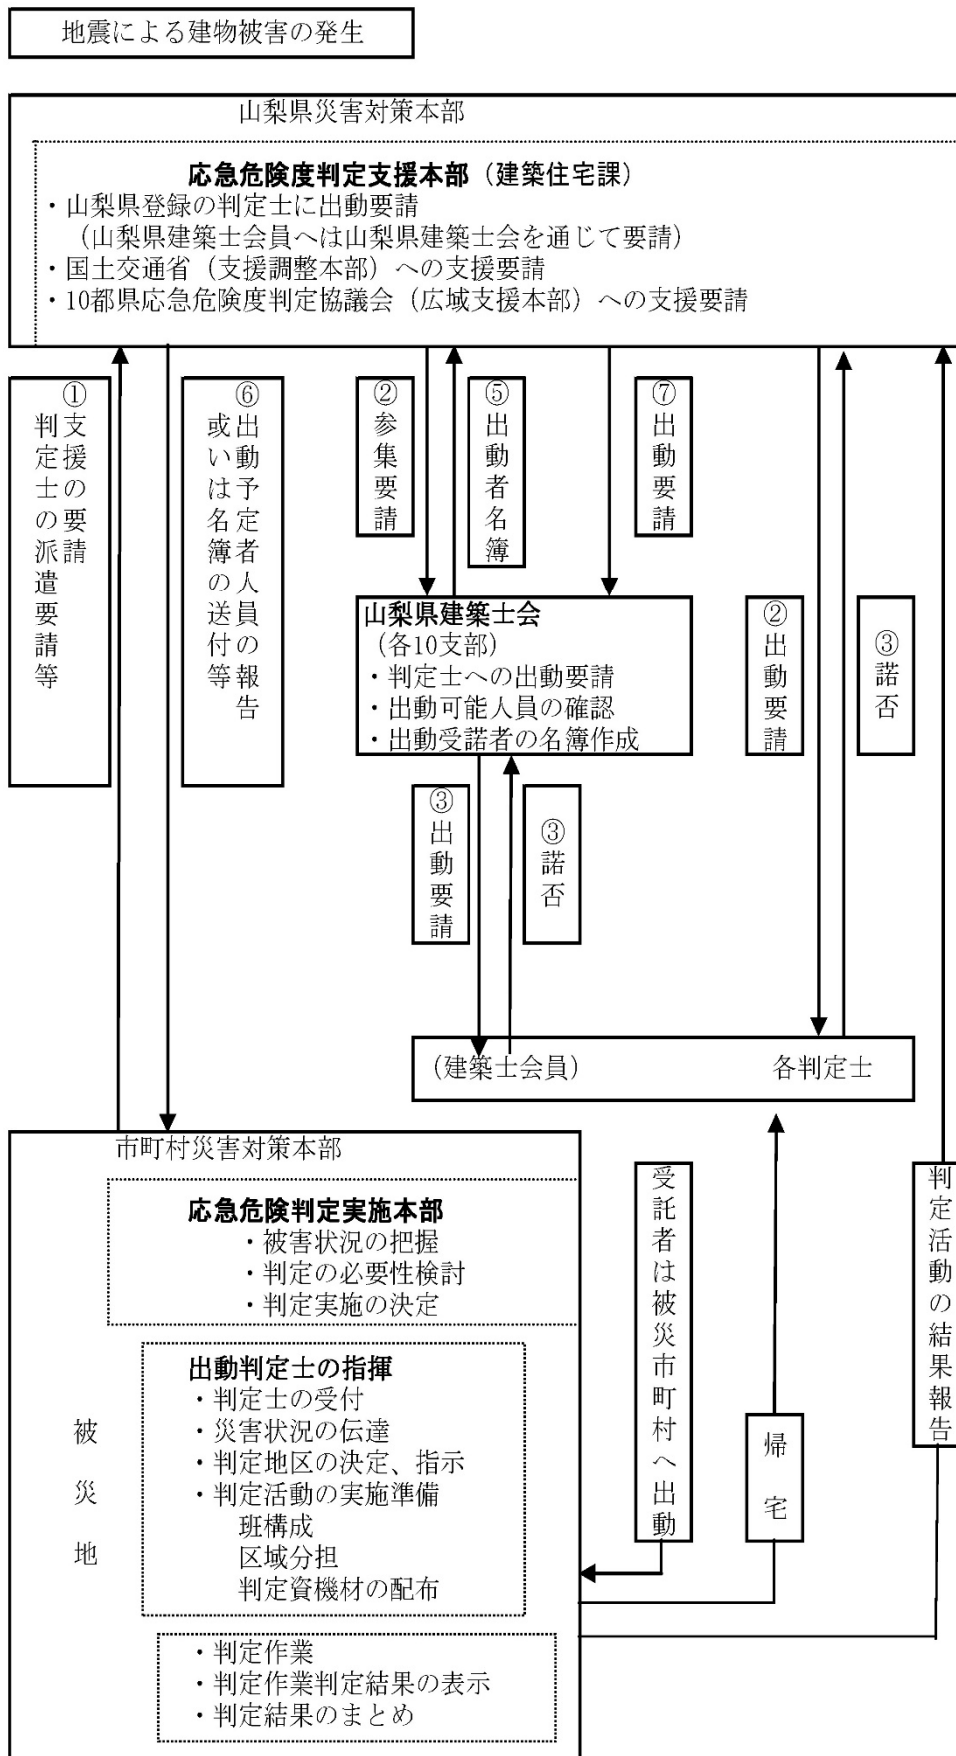 地震による建物被害の発生
山梨県災害対策本部
応急危険度判定支援本部（建築住宅課）
・山梨県登録の判定士に出動要請
（山梨県建築士会員へは山梨県建築士会を通じて要請）
・国土交通省（支援調整本部）への支援要請
・10都県応急危険度判定協議会（広域支援本部）への支援要請
①支援の要請
判定士の派遣要請等
⑥出動予定者人員の報告
或いは名簿の送付等
②参集要請
⑤出動者名簿
⑦出動要請
山梨県建築士会
（各10支部）
・判定士への出動要請
・出動可能人員の確認
・出動受諾者の名簿作成
②出動要請
③諾否
③出動要請
③諾否
（建築士会員）
各判定士
市町村災害対策本部
応急危険判定実施本部
・被害状況の把握
・判定の必要性検討
・判定実施の決定
出動判定士の指揮
・判定士の受付
・災害状況の伝達
・判定地区の決定、指示
・判定活動の実施準備
班構成
区域分担
判定資機材の配布
被災地
・判定作業
・判定作業判定結果の表示
・判定結果のまとめ
受託者は被災市町村へ出動
帰宅
判定活動の結果報告